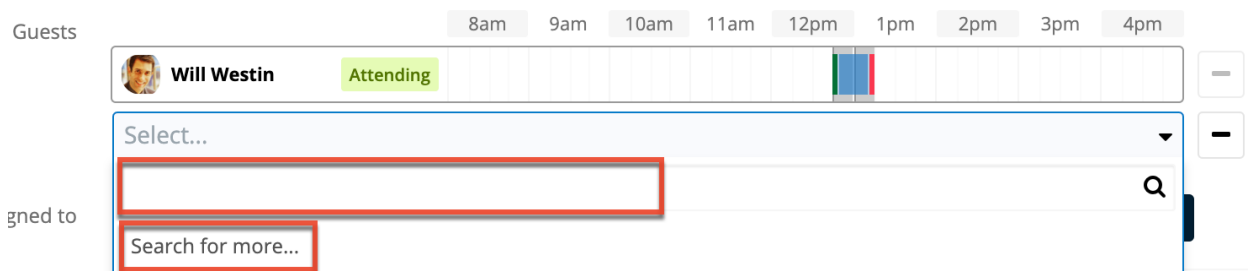 Guests
8am 9am 10am 11am 12pm 1pm 2pm 3pm 4pm
Will Westin Attending
Select...
gned to
Search for more...